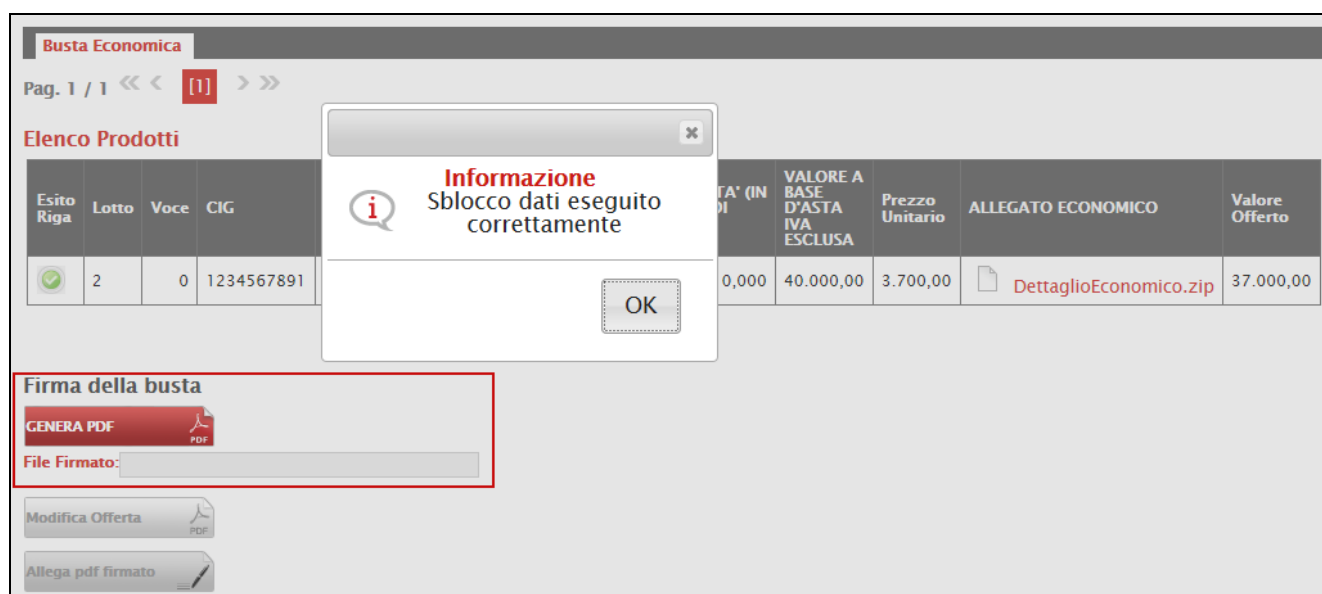 Busta Economica
Pag. 1 / 1 « < [1] > »
Elenco Prodotti
Informazione
Sblocco dati eseguito
correttamente
OK
Esito Riga Lotto Voce CIG VALORE A BASE D'ASTA IVA ESCLUSA Prezzo Unitario ALLEGATO ECONOMICO Valore Offerto
2 0 1234567891 0,000 40.000,00 3.700,00 DettaglioEconomico.zip 37.000,00
Firma della busta
GENERA PDF PDF
File Firmato:
Modifica Offerta PDF
Allega pdf firmato